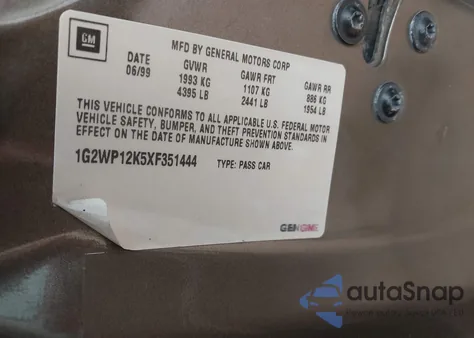 GM
MFD BY GENERAL MOTORS CORP
DATE GVWR GAWR FRT GAWR RR
06/99 1993 KG 1107 KG 886 KG
4395 LB 2441 LB 1954 LB
THIS VEHICLE CONFORMS TO ALL APPLICABLE U.S. FEDERAL MOTOR
VEHICLE SAFETY, BUMPER, AND THEFT PREVENTION STANDARDS IN
EFFECT ON THE DATE OF MANUFACTURE SHOWN ABOVE.
1G2WP12K5XF351444 TYPE: PASS CAR
autaSnap